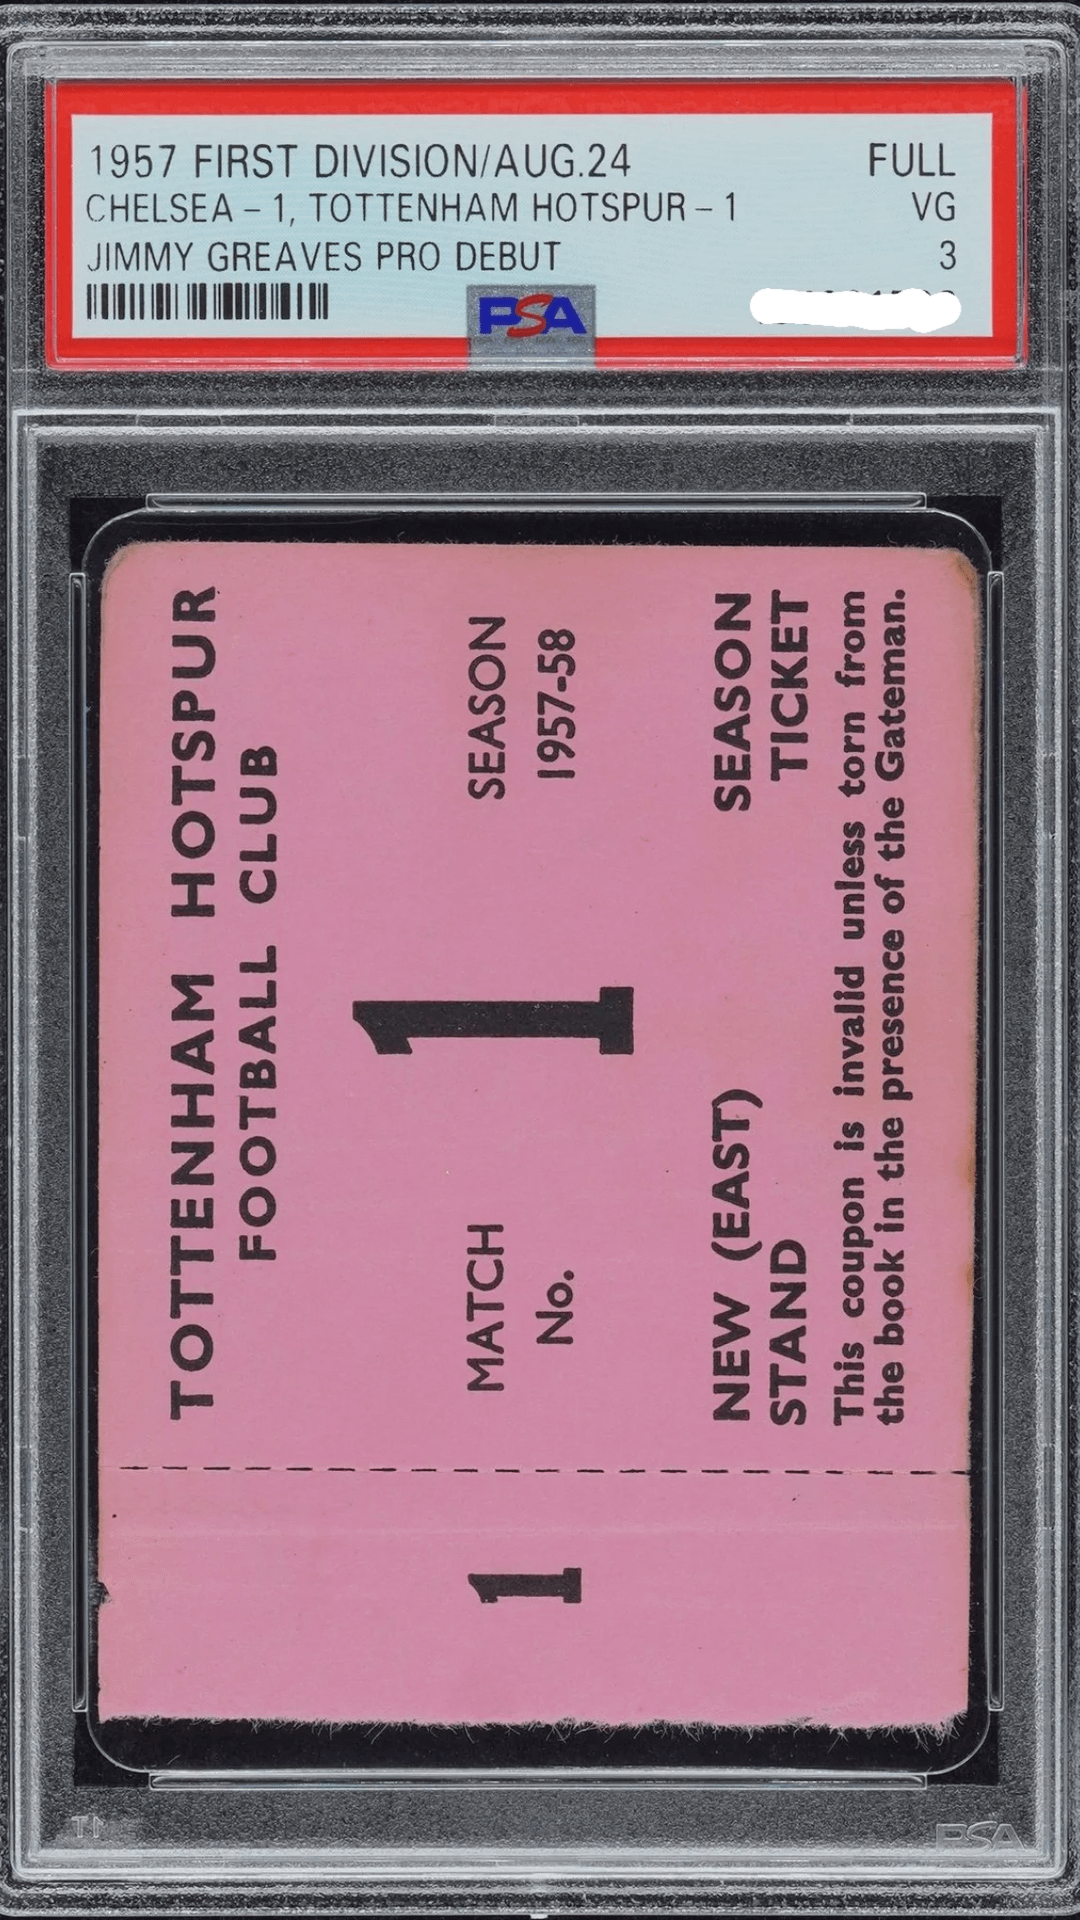 1957 FIRST DIVISION/AUG.24 FULL
CHELSEA - 1, TOTTENHAM HOTSPUR - 1 VG
JIMMY GREAVES PRO DEBUT 3
PSA
TOTTENHAM HOTSPUR
FOOTBALL CLUB
MATCH No. 1 SEASON 1957-58
NEW (EAST) STAND SEASON TICKET
This coupon is invalid unless torn from
the book in the presence of the Gateman.
1
PSA